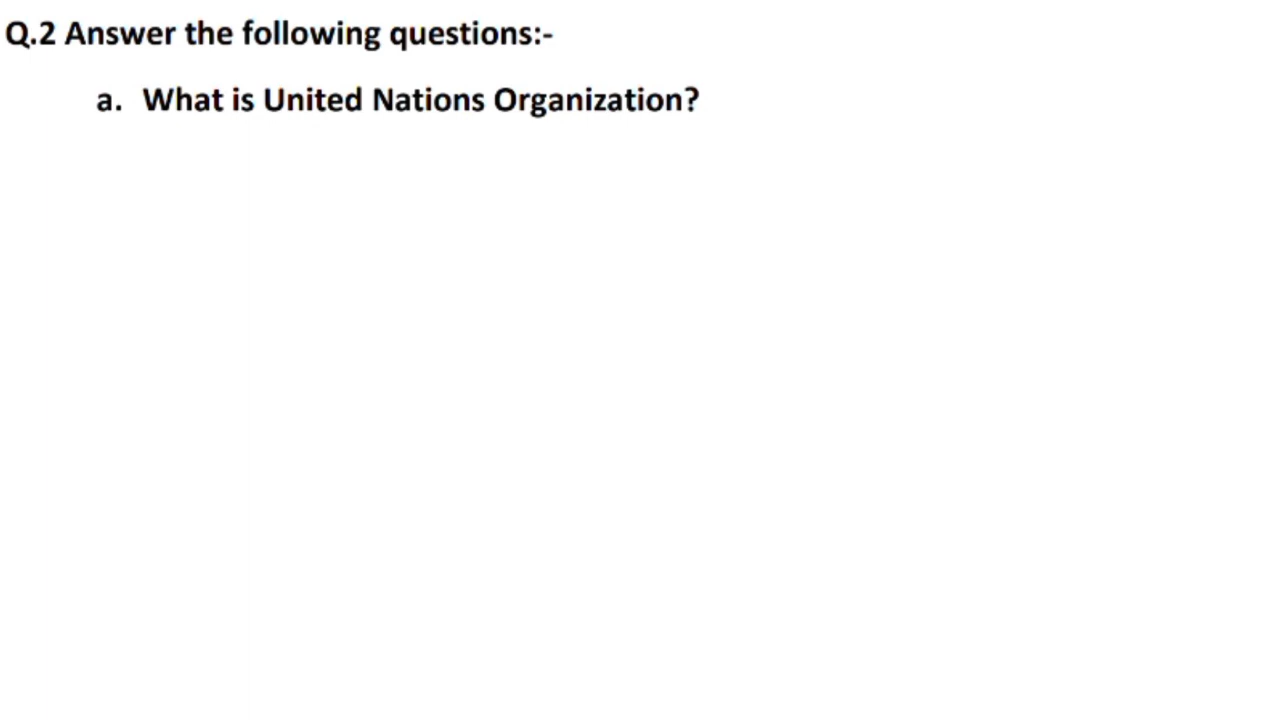 Q.2 Answer the following questions:-
a. What is United Nations Organization?